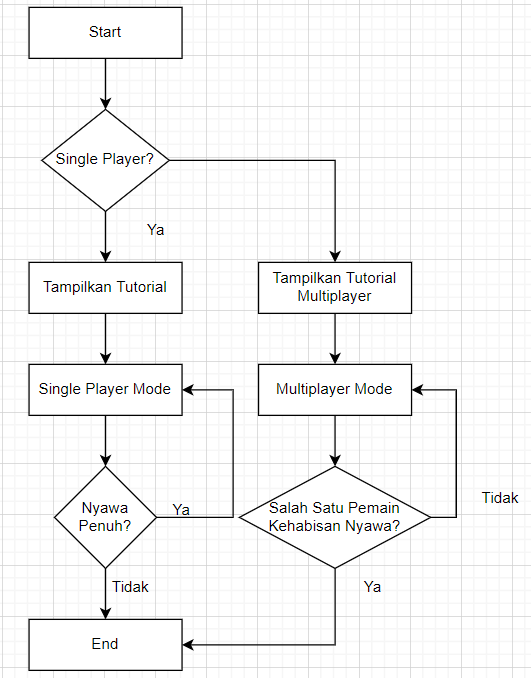 Start
Single Player?
Ya
Tampilkan Tutorial
Tampilkan Tutorial
Multiplayer
Single Player Mode
Multiplayer Mode
Nyawa
Penuh?
Ya
Salah Satu Pemain
Kehabisan Nyawa?
Tidak
Tidak
Ya
End